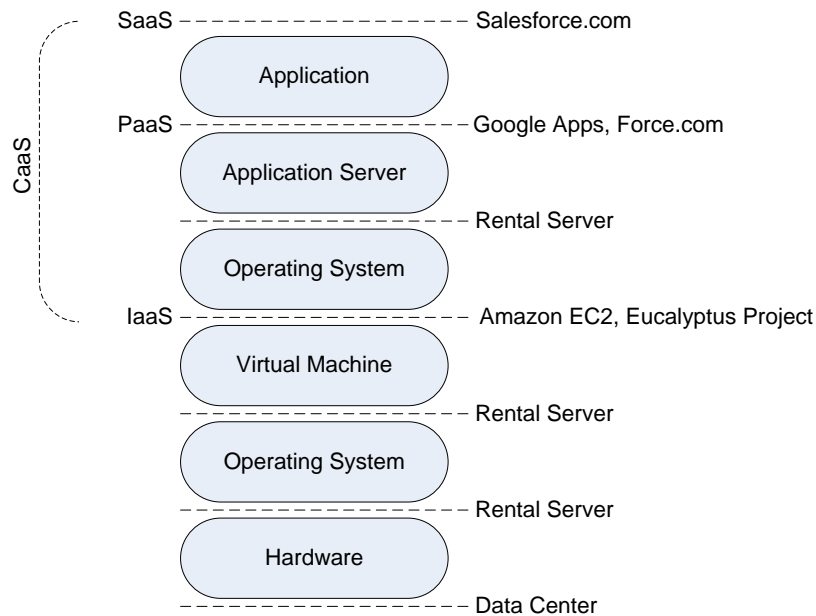 SaaS Salesforce.com
Application
PaaS Google Apps, Force.com
CaaS
Application Server
Rental Server
Operating System
IaaS Amazon EC2, Eucalyptus Project
Virtual Machine
Rental Server
Operating System
Rental Server
Hardware
Data Center